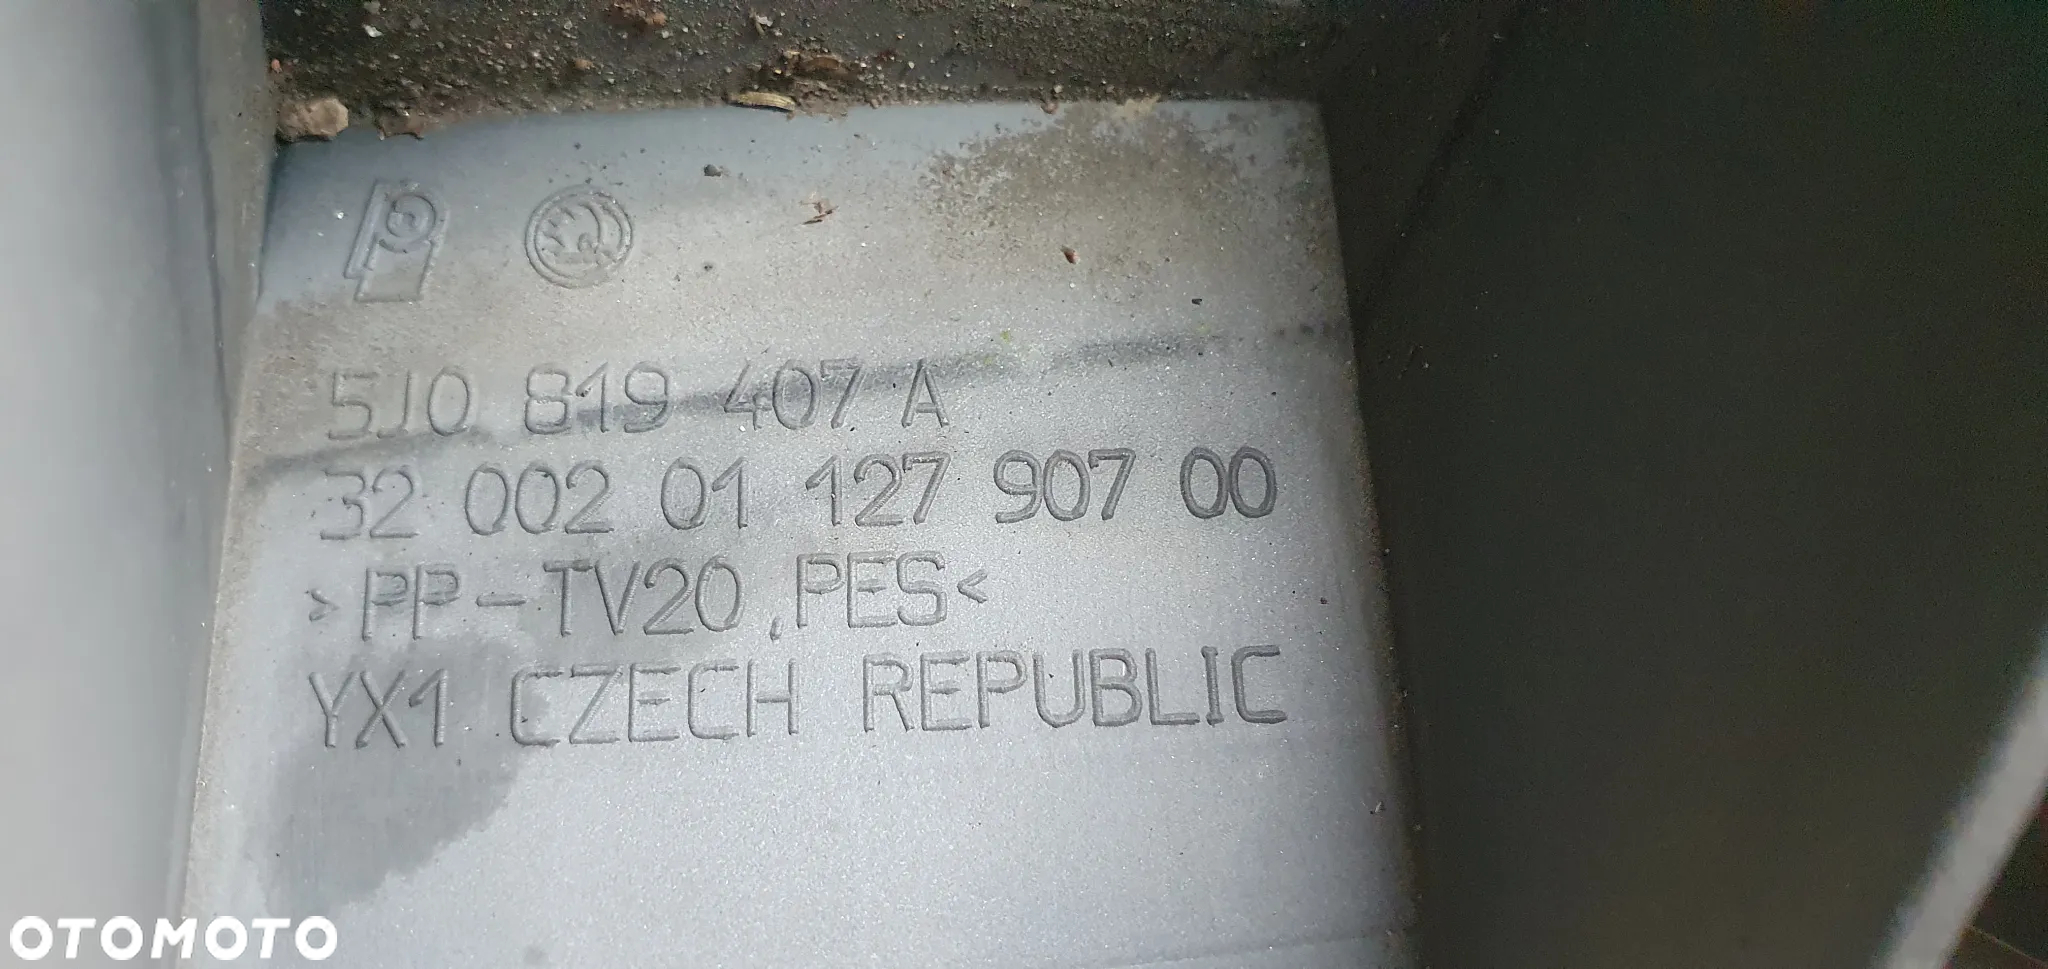 5J0 819 407 A
32 002 01 127 907 00
>PP-TV20,PES<
YX1 CZECH REPUBLIC
OTOMOTO